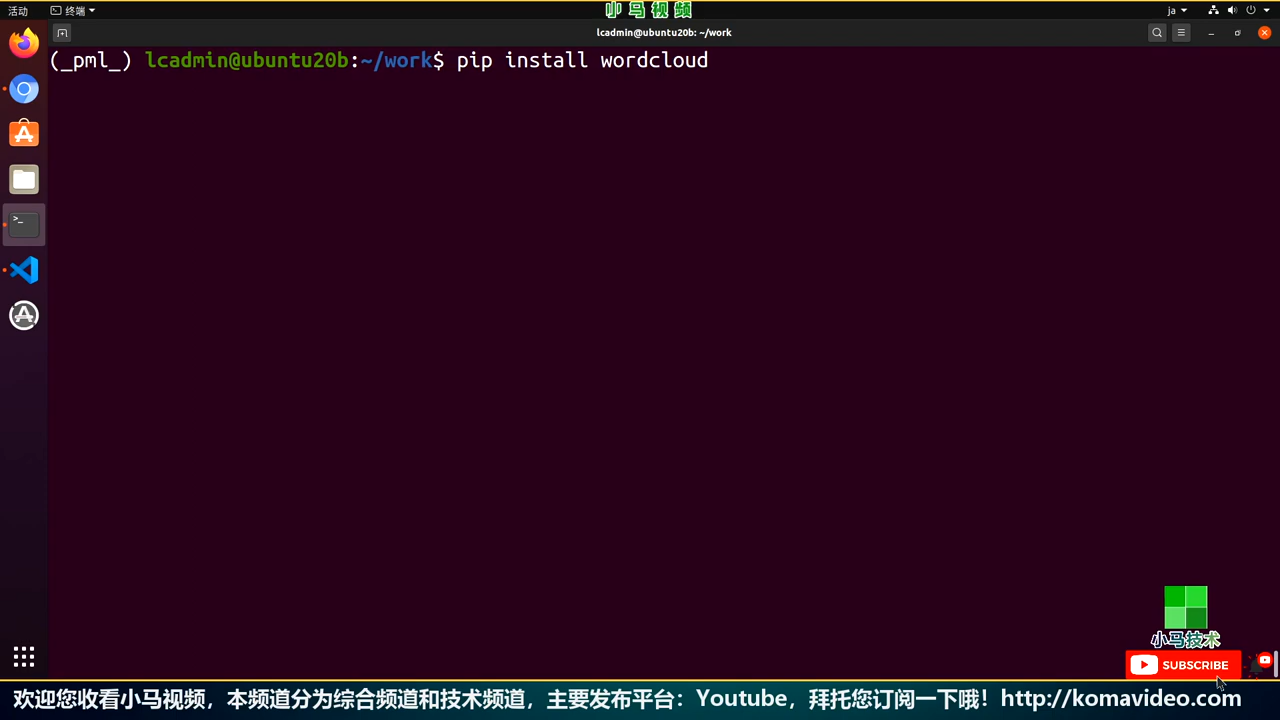 活动
终端
小马视频
ja
lcadmin@ubuntu20b: ~/work
(_pml_) lcadmin@ubuntu20b:~/work$ pip install wordcloud
小马技术
SUBSCRIBE
欢迎您收看小马视频，本频道分为综合频道和技术频道，主要发布平台：Youtube，拜托您订阅一下哦！http://komavideo.com